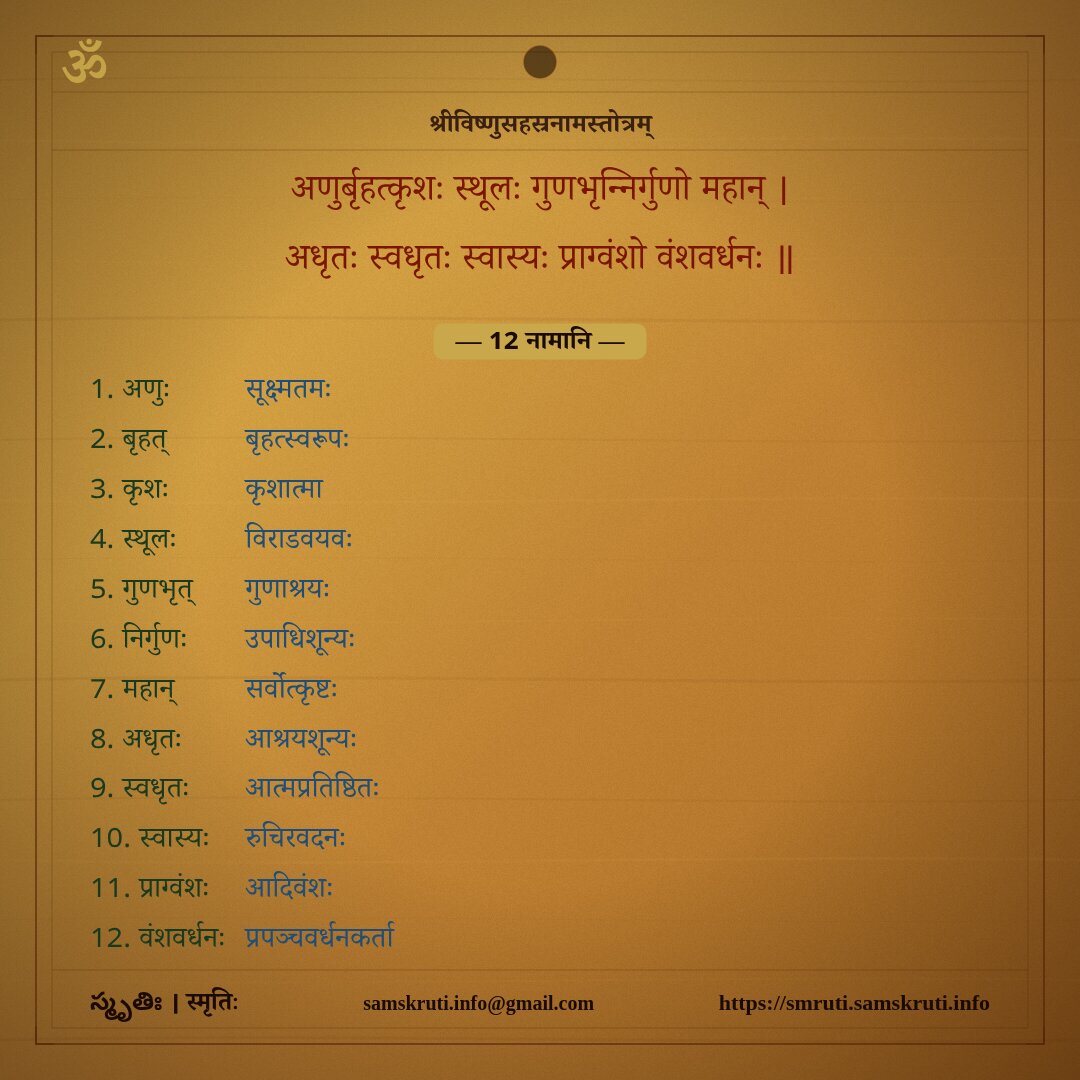 ॐ
श्रीविष्णुसहस्रनामस्तोत्रम्
अणुर्बृहत्कृशः स्थूलः गुणभृन्निर्गुणो महान् |
अधृतः स्वधृतः स्वास्यः प्राग्वंशो वंशवर्धनः ||
— 12 नामानि —
1. अणुः सूक्ष्मतमः
2. बृहत् बृहत्स्वरूपः
3. कृशः कृशात्मा
4. स्थूलः विराडवयवः
5. गुणभृत् गुणाश्रयः
6. निर्गुणः उपाधिशून्यः
7. महान् सर्वोत्कृष्टः
8. अधृतः आश्रयशून्यः
9. स्वधृतः आत्मप्रतिष्ठितः
10. स्वास्यः रुचिरवदनः
11. प्राग्वंशः आदिवंशः
12. वंशवर्धनः प्रपञ्चवर्धनकर्ता
స్మృతిః | स्मृतिः samskruti.info@gmail.com https://smruti.samskruti.info